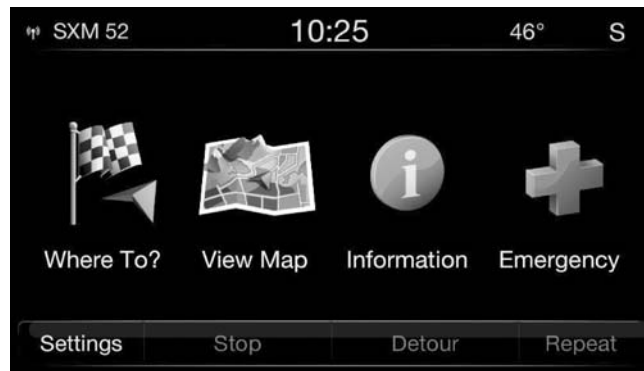 SXM 52 10:25 46° S
Where To? View Map Information Emergency
Settings Stop Detour Repeat